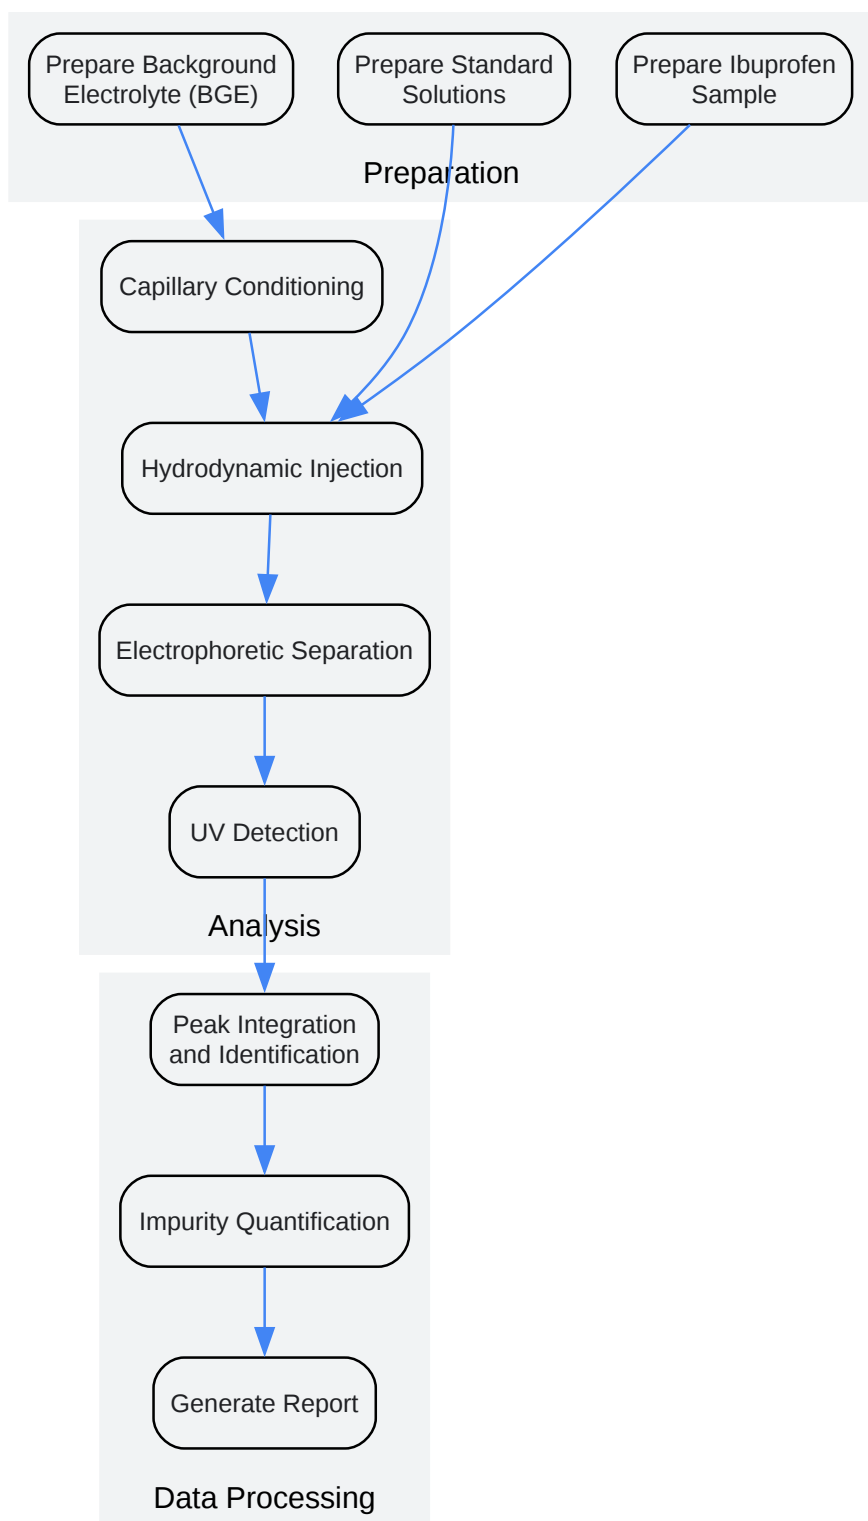 Prepare Background
Electrolyte (BGE)
Prepare Standard
Solutions
Prepare Ibuprofen
Sample
Preparation
Capillary Conditioning
Hydrodynamic Injection
Electrophoretic Separation
UV Detection
Analysis
Peak Integration
and Identification
Impurity Quantification
Generate Report
Data Processing